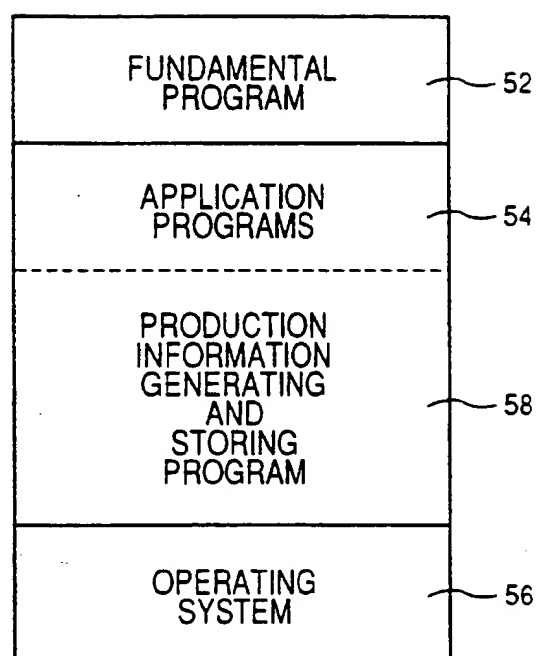 FUNDAMENTAL
PROGRAM
52
APPLICATION
PROGRAMS
54
PRODUCTION
INFORMATION
GENERATING
AND
STORING
PROGRAM
58
OPERATING
SYSTEM
56